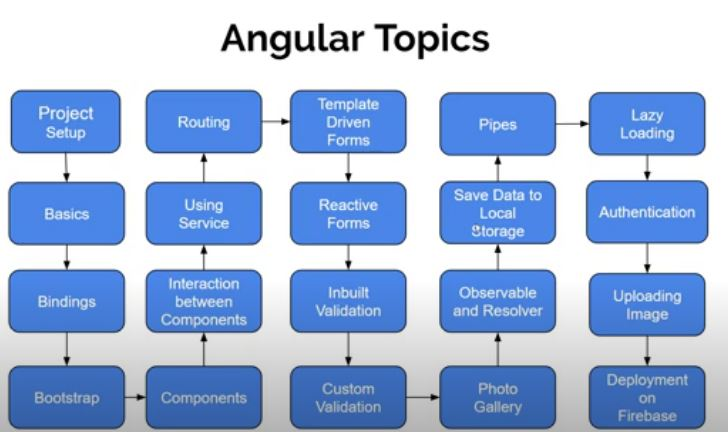 Angular Topics
Project
Setup
Basics
Bindings
Bootstrap
Components
Interaction
between
Components
Using
Service
Routing
Template
Driven
Forms
Reactive
Forms
Inbuilt
Validation
Custom
Validation
Photo
Gallery
Observable
and Resolver
Save Data to
Local
Storage
Pipes
Lazy
Loading
Authentication
Uploading
Image
Deployment
on
Firebase